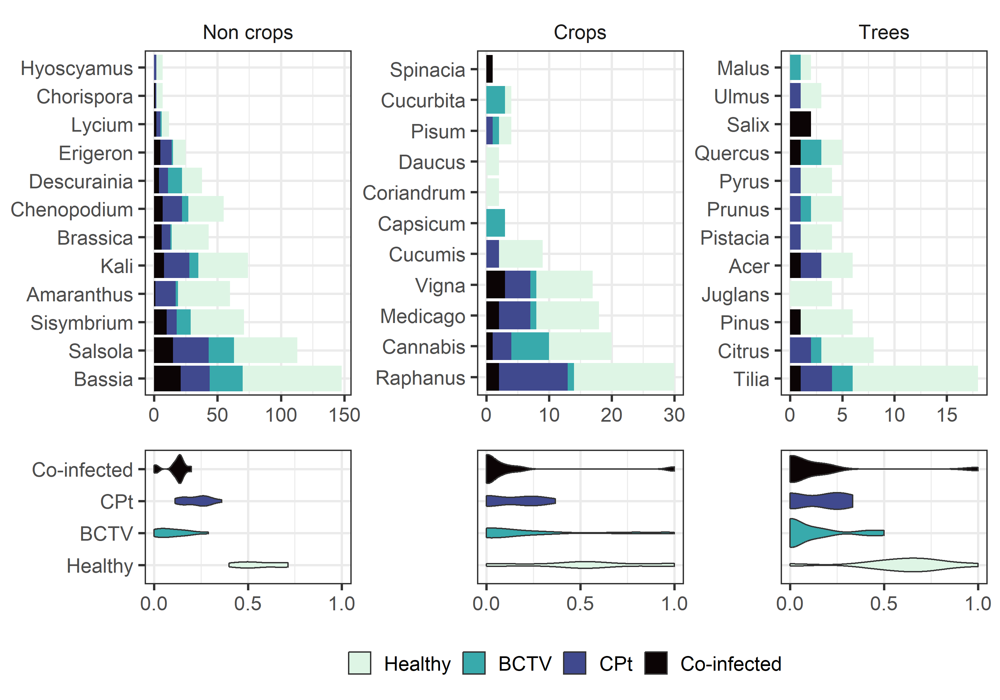 Non crops
Crops
Trees
Hyoscyamus
Chorispora
Lycium
Erigeron
Descurainia
Chenopodium
Brassica
Kali
Amaranthus
Sisymbrium
Salsola
Bassia
0 50 100 150
Spinacia
Cucurbita
Pisum
Daucus
Coriandrum
Capsicum
Cucumis
Vigna
Medicago
Cannabis
Raphanus
0 10 20 30
Malus
Ulmus
Salix
Quercus
Pyrus
Prunus
Pistacia
Acer
Juglans
Pinus
Citrus
Tilia
0 5 10 15
Co-infected
CPt
BCTV
Healthy
0.0 0.5 1.0
0.0 0.5 1.0
0.0 0.5 1.0
Healthy BCTV CPt Co-infected